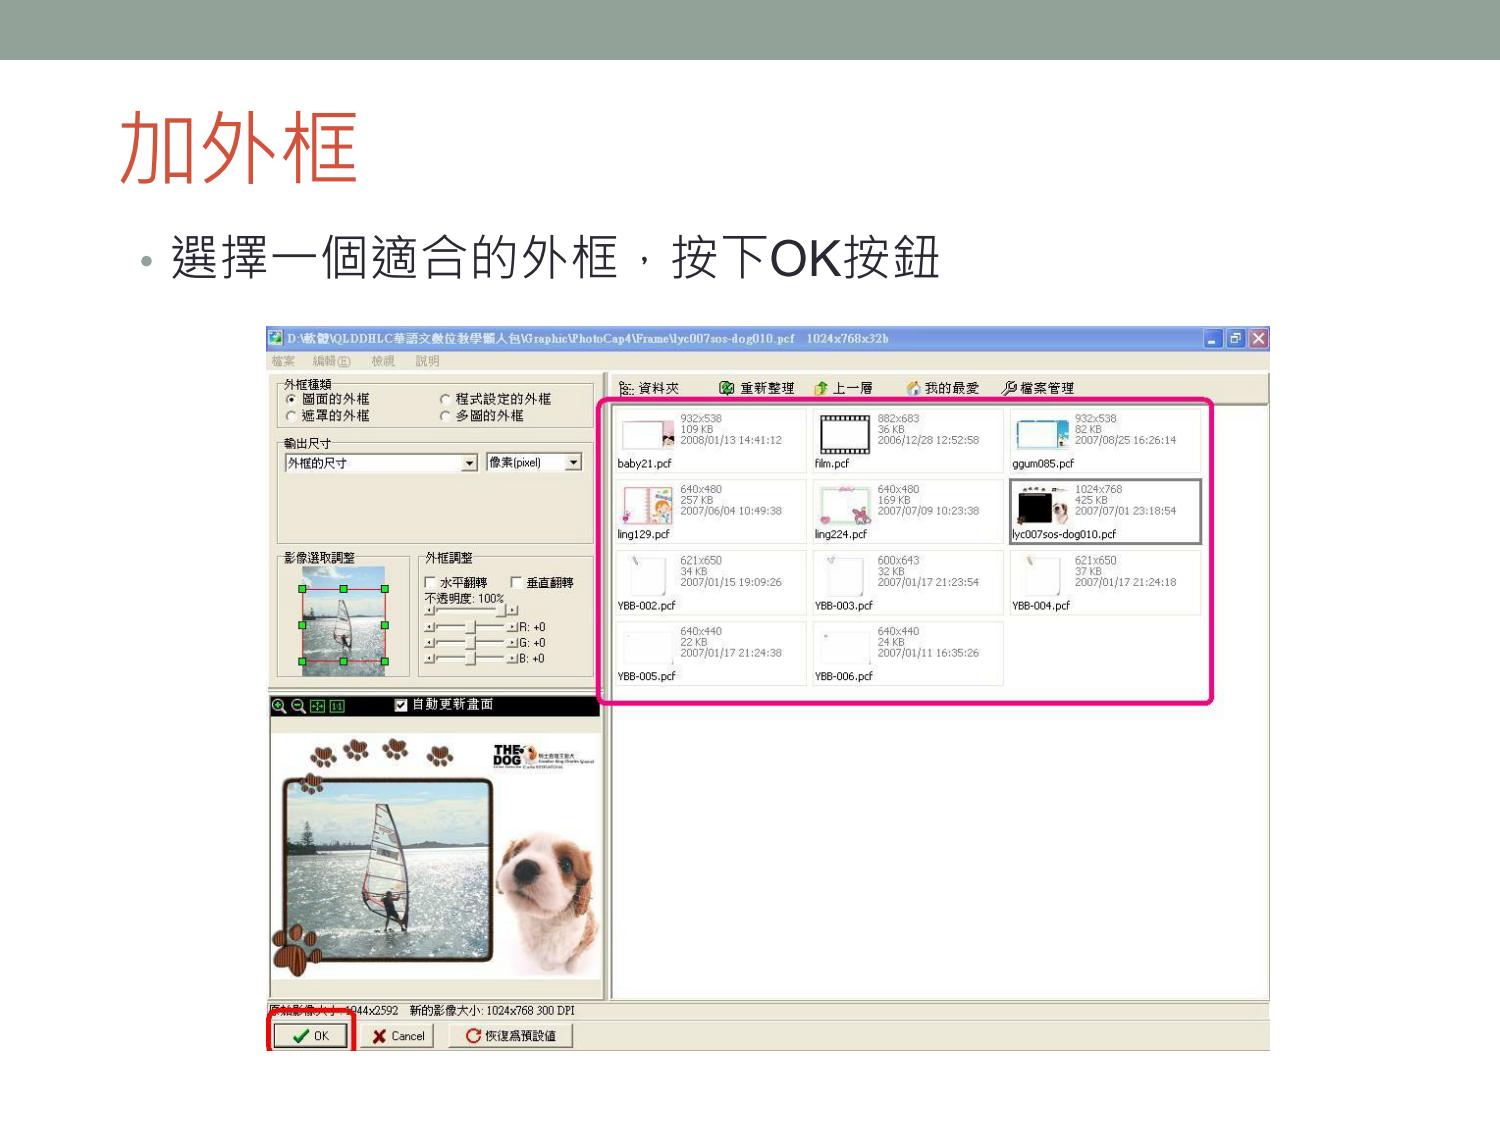 加外框
• 選擇一個適合的外框，按下OK按鈕
D:\軟體\QLDDHLC華語文數位教學懶人包\Graphic\PhotoCap4\Frame\lyc007sos-dog010.pcf 1024x768x32b
檔案 編輯(E) 檢視 說明
外框種類
圖面的外框 程式設定的外框
遮罩的外框 多圖的外框
輸出尺寸
外框的尺寸 像素(pixel)
影像選取調整
外框調整
水平翻轉 垂直翻轉
不透明度: 100%
R: +0
G: +0
B: +0
自動更新畫面
THE DOG
資料夾 重新整理 上一層 我的最愛 檔案管理
932x538
109 KB
2008/01/13 14:41:12
baby21.pcf
882x683
36 KB
2006/12/28 12:52:58
film.pcf
932x538
82 KB
2007/08/25 16:26:14
ggum085.pcf
640x480
257 KB
2007/06/04 10:49:38
ling129.pcf
640x480
169 KB
2007/07/09 10:23:38
ling224.pcf
1024x768
425 KB
2007/07/01 23:18:54
lyc007sos-dog010.pcf
621x650
34 KB
2007/01/15 19:09:26
YBB-002.pcf
600x643
32 KB
2007/01/17 21:23:54
YBB-003.pcf
621x650
37 KB
2007/01/17 21:24:18
YBB-004.pcf
640x440
22 KB
2007/01/17 21:24:38
YBB-005.pcf
640x440
24 KB
2007/01/11 16:35:26
YBB-006.pcf
原始影像大小: 1944x2592 新的影像大小: 1024x768 300 DPI
OK Cancel 恢復為預設值